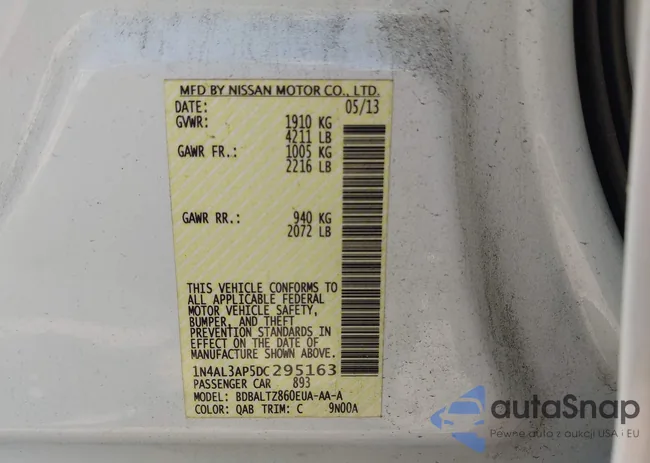 MFD BY NISSAN MOTOR CO., LTD.
DATE: 05/13
GVWR: 1910 KG
4211 LB
GAWR FR.: 1005 KG
2216 LB
GAWR RR.: 940 KG
2072 LB
THIS VEHICLE CONFORMS TO
ALL APPLICABLE FEDERAL
MOTOR VEHICLE SAFETY,
BUMPER, AND THEFT
PREVENTION STANDARDS IN
EFFECT ON THE DATE OF
MANUFACTURE SHOWN ABOVE.
1N4AL3AP5DC295163
PASSENGER CAR 893
MODEL: BDBALTZ860EUA-AA-A
COLOR: QAB TRIM: C 9N00A
autoSnap
Pewne auto z aukcji USA i EU